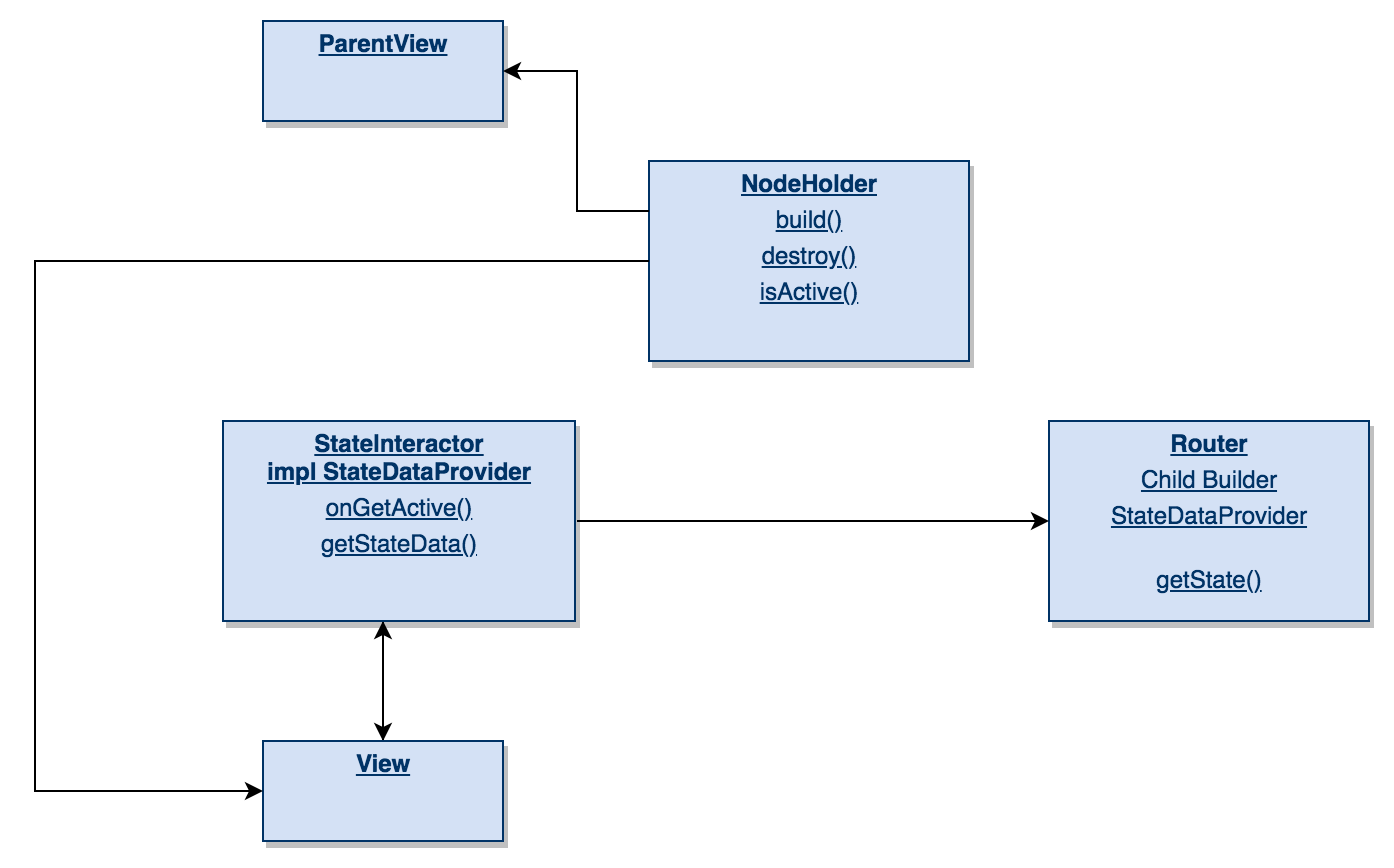 ParentView
NodeHolder
build()
destroy()
isActive()
StateInteractor
impl StateDataProvider
onGetActive()
getStateData()
Router
Child Builder
StateDataProvider
getState()
View